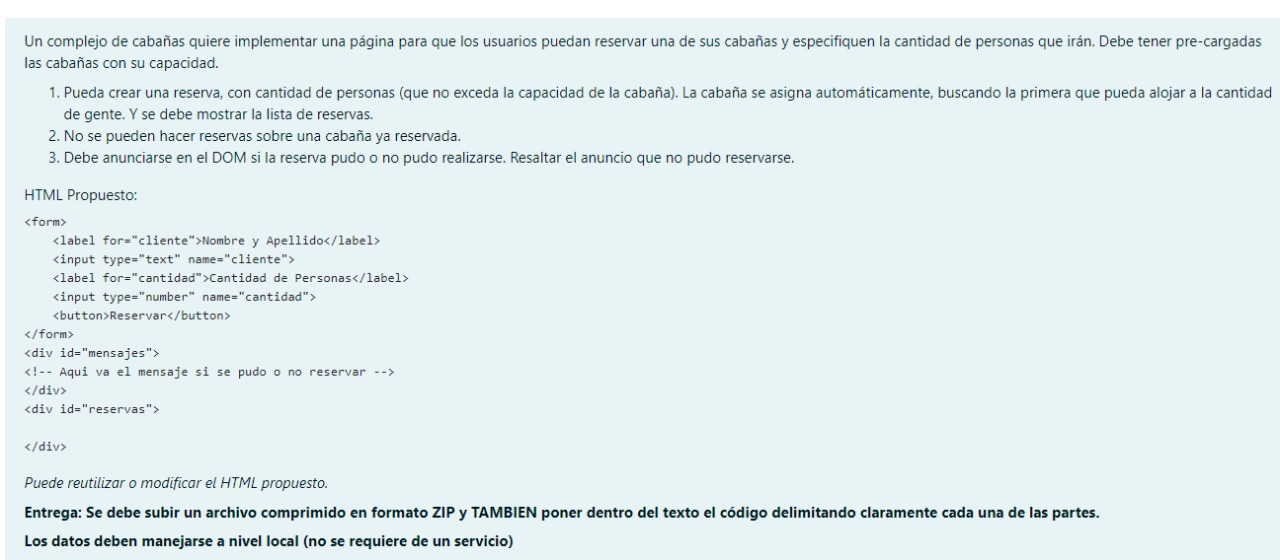 Un complejo de cabañas quiere implementar una página para que los usuarios puedan reservar una de sus cabañas y especifiquen la cantidad de personas que irán. Debe tener pre-cargadas
las cabañas con su capacidad.
1. Pueda crear una reserva, con cantidad de personas (que no exceda la capacidad de la cabaña). La cabaña se asigna automáticamente, buscando la primera que pueda alojar a la cantidad
de gente. Y se debe mostrar la lista de reservas.
2. No se pueden hacer reservas sobre una cabaña ya reservada.
3. Debe anunciarse en el DOM si la reserva pudo o no pudo realizarse. Resaltar el anuncio que no pudo reservarse.
HTML Propuesto:
<form>
    <label for="cliente">Nombre y Apellido</label>
    <input type="text" name="cliente">
    <label for="cantidad">Cantidad de Personas</label>
    <input type="number" name="cantidad">
    <button>Reservar</button>
</form>
<div id="mensajes">
<!-- Aqui va el mensaje si se pudo o no reservar -->
</div>
<div id="reservas">
</div>
Puede reutilizar o modificar el HTML propuesto.
Entrega: Se debe subir un archivo comprimido en formato ZIP y TAMBIEN poner dentro del texto el código delimitando claramente cada una de las partes.
Los datos deben manejarse a nivel local (no se requiere de un servicio)